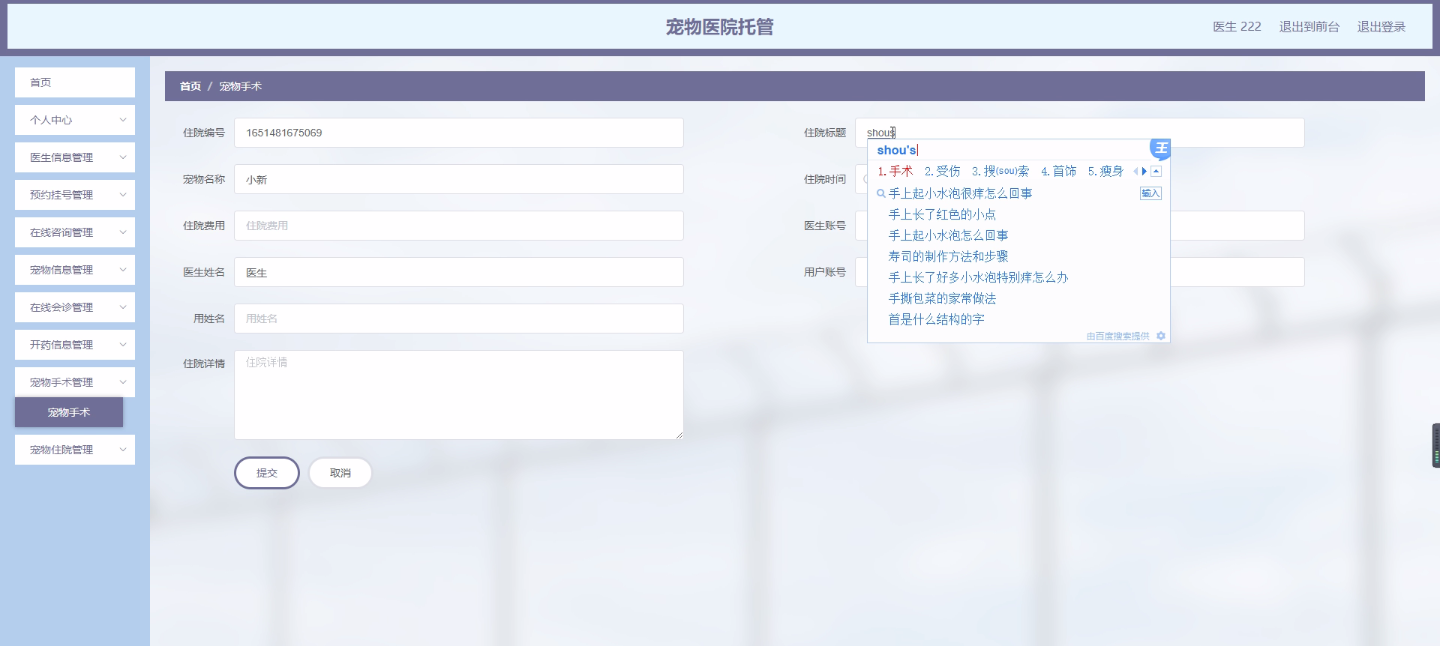 宠物医院托管
医生 222 退出到前台 退出登录
首页
个人中心
医生信息管理
预约挂号管理
在线咨询管理
宠物信息管理
在线会诊管理
开药信息管理
宠物手术管理
宠物手术
宠物住院管理
首页 / 宠物手术
住院编号 1651481675069
住院标题 shous
宠物名称 小新
住院时间
住院费用 住院费用
医生账号
医生姓名 医生
用户账号
用姓名 用姓名
住院详情 住院详情
提交 取消
shou's
王
1.手术 2.受伤 3.搜(sou)索 4.首饰 5.瘦身
手上起小水泡很痒怎么回事 输入
手上长了红色的小点
手上起小水泡怎么回事
寿司的制作方法和步骤
手上长了好多小水泡特别痒怎么办
手撕包菜的家常做法
首是什么结构的字
由百度搜索提供